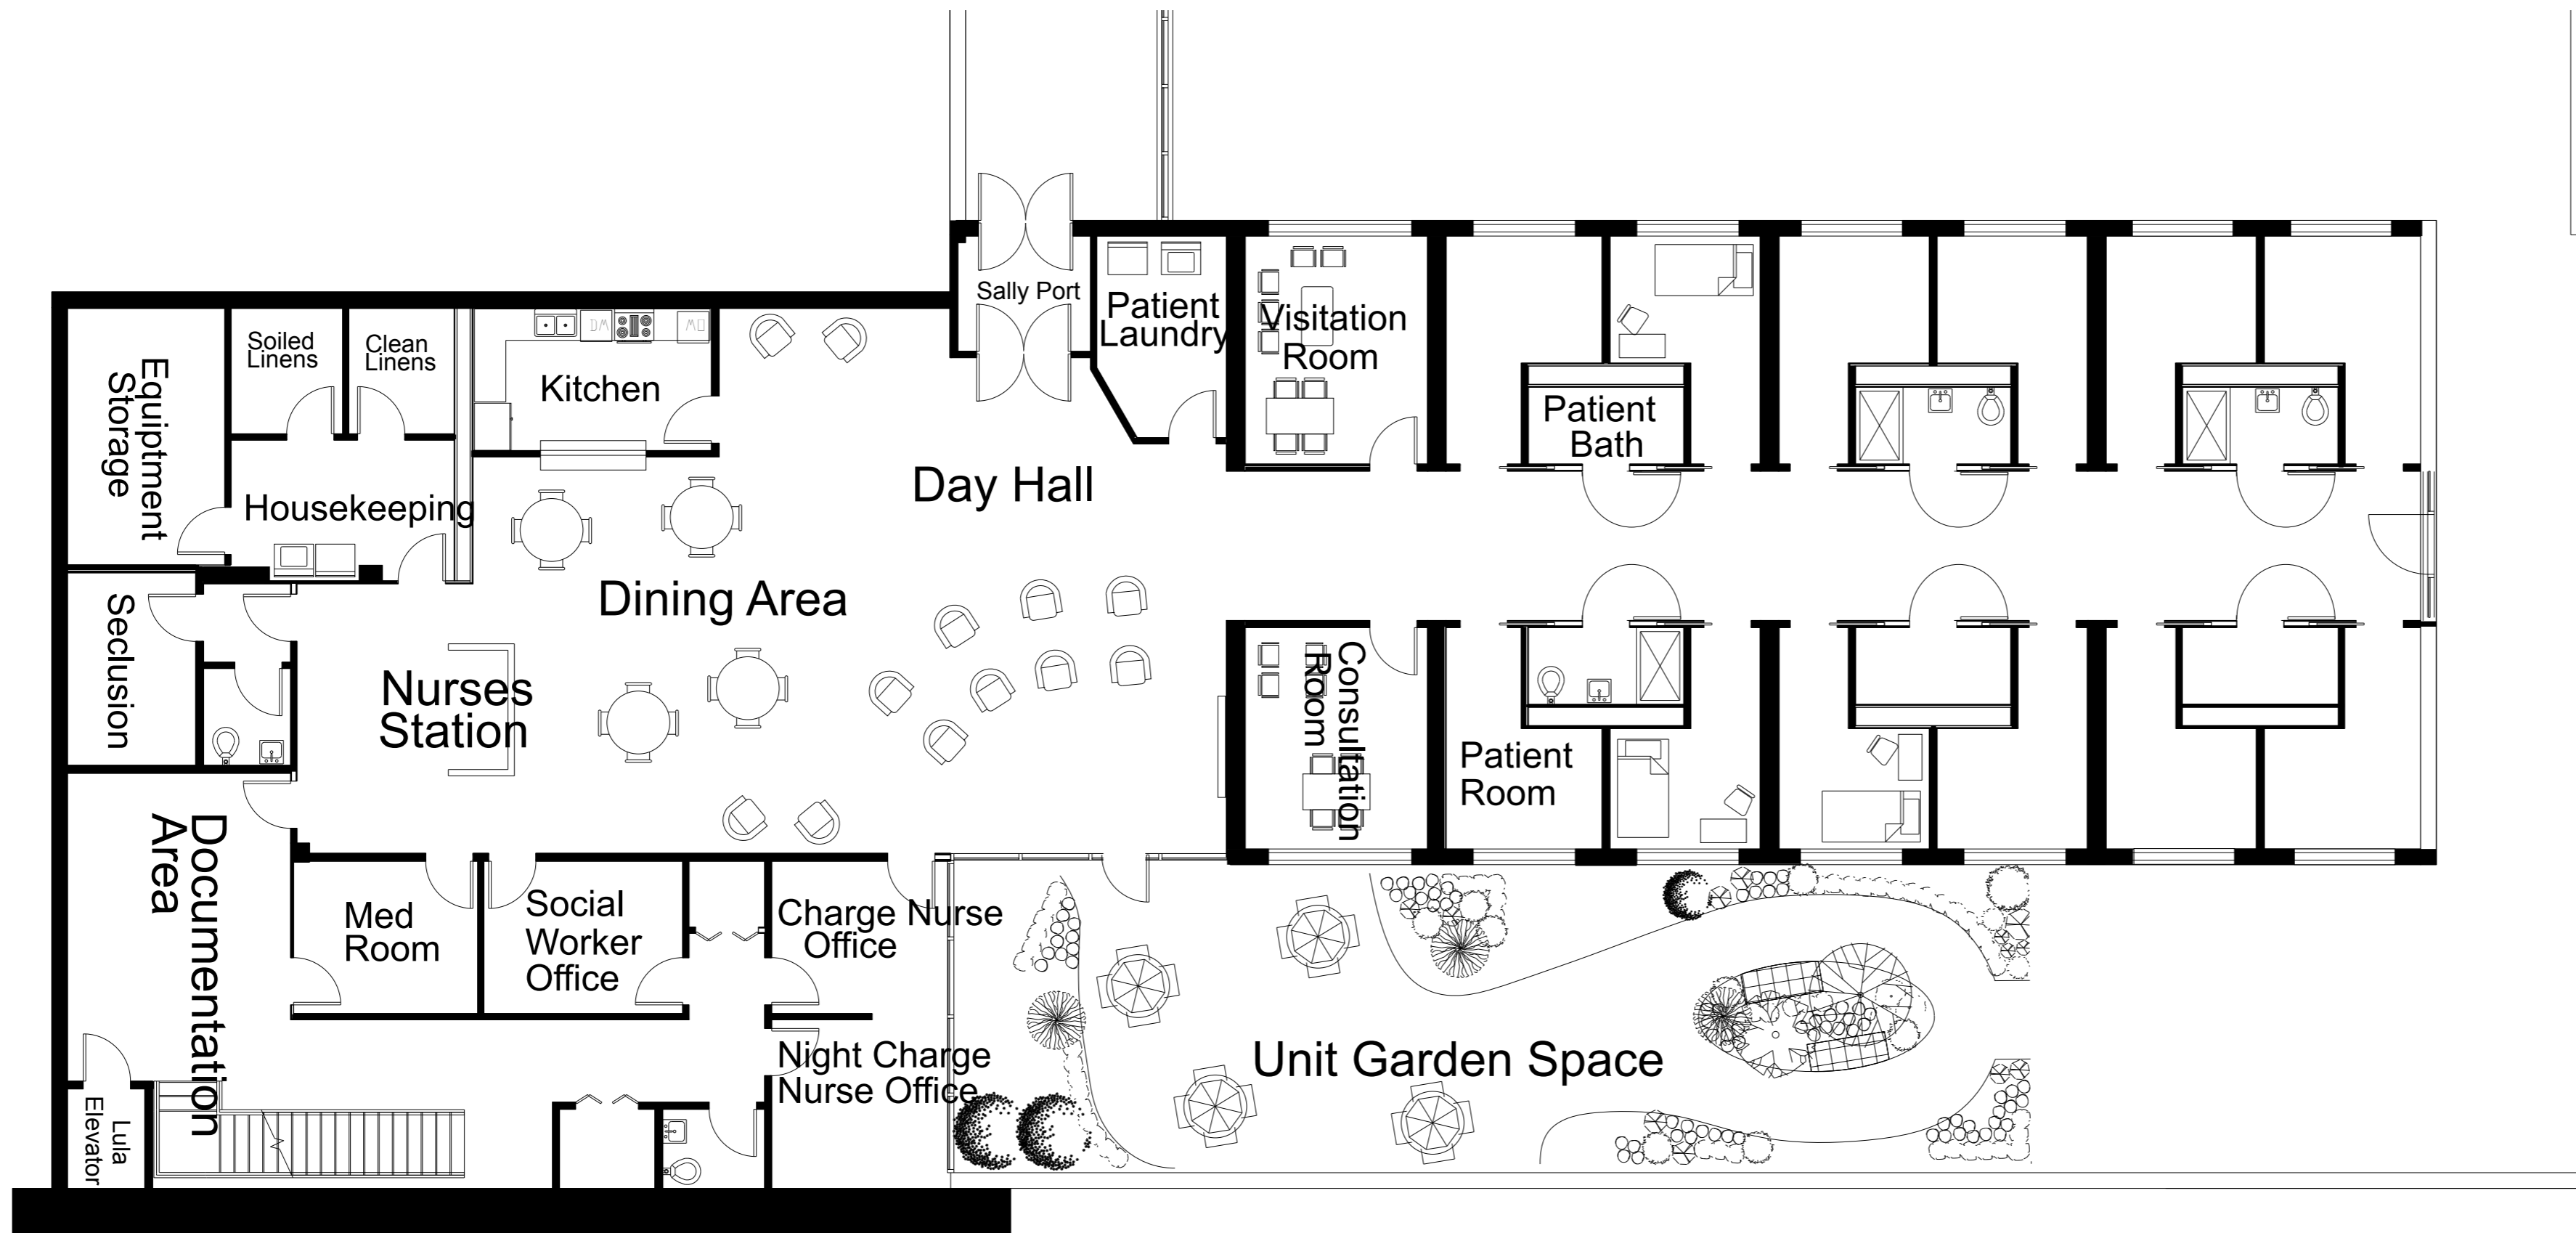 Sally Port
Patient
Laundry
Visitation
Room
Soiled
Linens
Clean
Linens
Equiptment
Storage
DW
MO
Kitchen
Patient
Bath
Day Hall
Housekeeping
Dining Area
Seclusion
Nurses
Station
Consultation
Room
Patient
Room
Documentation
Area
Med
Room
Social
Worker
Office
Charge Nurse
Office
Night Charge
Nurse Office
Unit Garden Space
Lula
Elevator